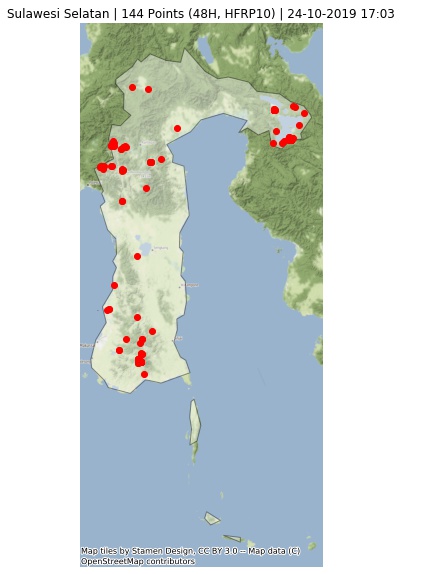 Sulawesi Selatan | 144 Points (48H, HFRP10) | 24-10-2019 17:03
Map tiles by Stamen Design, CC BY 3.0 -- Map data (C)
OpenStreetMap contributors